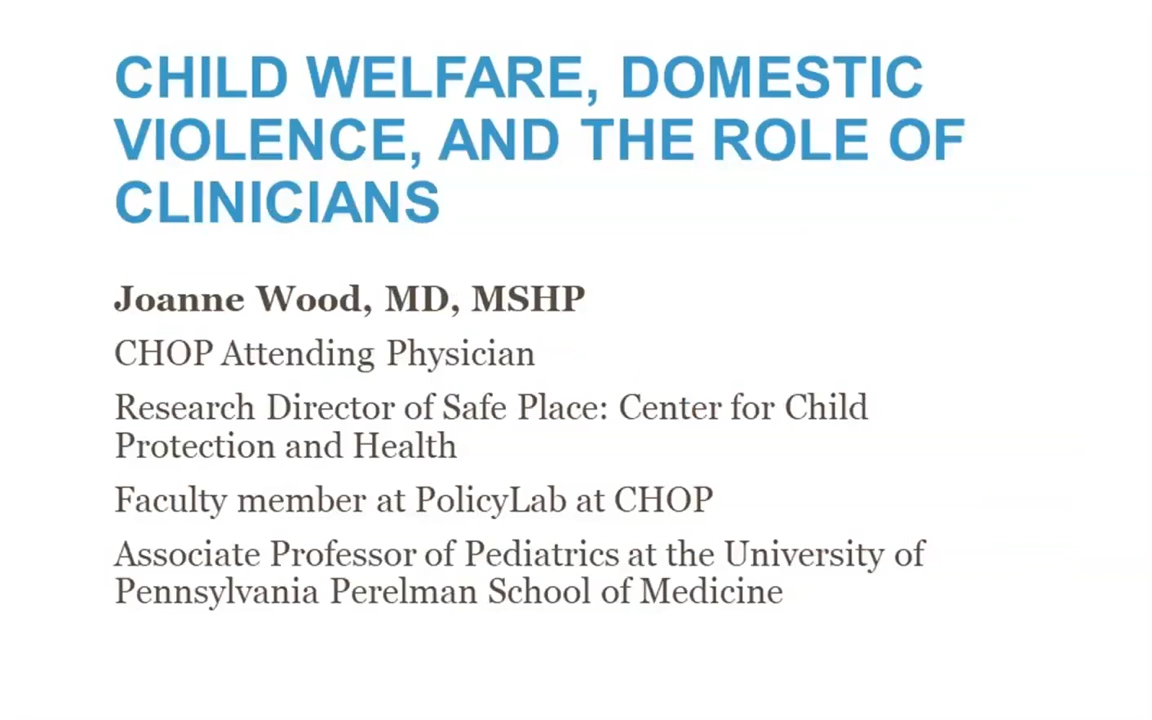 CHILD WELFARE, DOMESTIC
VIOLENCE, AND THE ROLE OF
CLINICIANS
Joanne Wood, MD, MSHP
CHOP Attending Physician
Research Director of Safe Place: Center for Child
Protection and Health
Faculty member at PolicyLab at CHOP
Associate Professor of Pediatrics at the University of
Pennsylvania Perelman School of Medicine